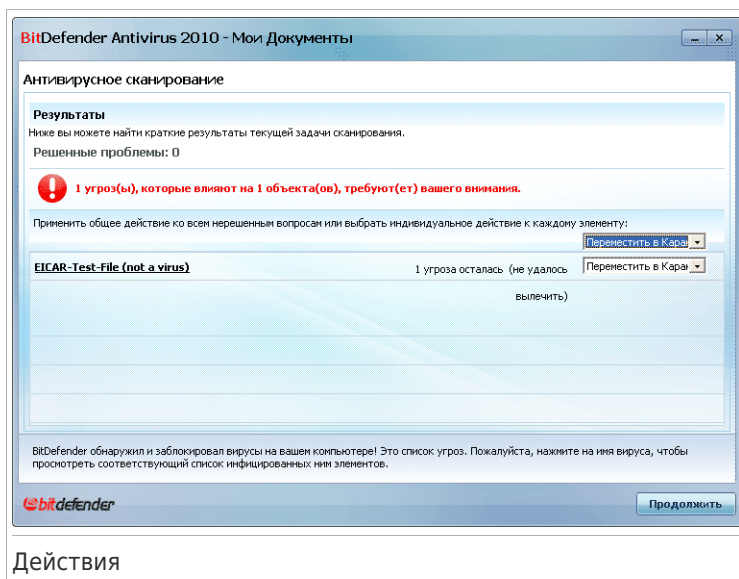 BitDefender Antivirus 2010 - Мои Документы
Антивирусное сканирование
Результаты
Ниже вы можете найти краткие результаты текущей задачи сканирования.
Решенные проблемы: 0
1 угроз(ы), которые влияют на 1 объекта(ов), требуют(ет) вашего внимания.
Применить общее действие ко всем нерешенным вопросам или выбрать индивидуальное действие к каждому элементу:
Переместить в Кара
EICAR-Test-File (not a virus)
1 угроза осталась (не удалось
вылечить)
Переместить в Кара
BitDefender обнаружил и заблокировал вирусы на вашем компьютере! Это список угроз. Пожалуйста, нажмите на имя вируса, чтобы
просмотреть соответствующий список инфицированных ним элементов.
bitdefender
Продолжить
Действия